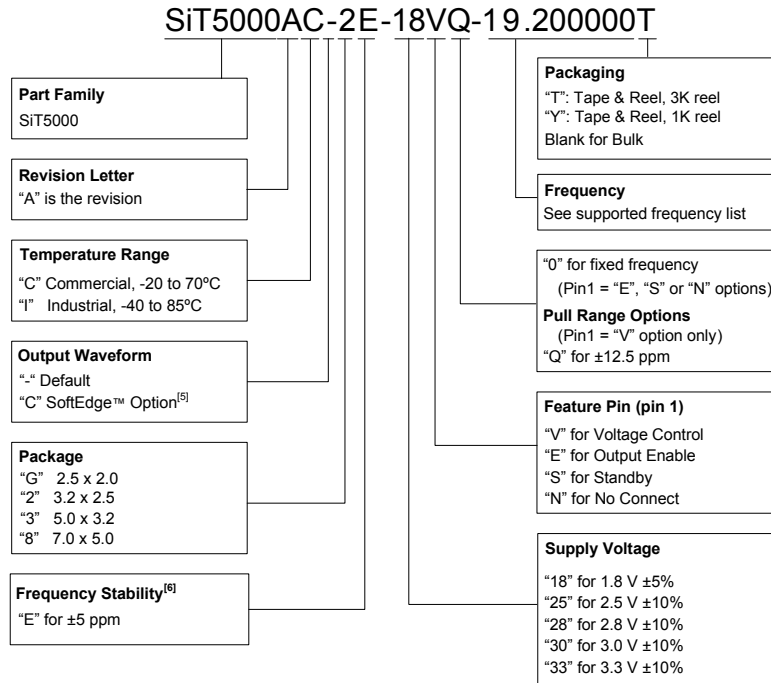 SiT5000AC-2E-18VQ-19.200000T
Part Family
SiT5000
Revision Letter
“A” is the revision
Temperature Range
“C” Commercial, -20 to 70ºC
“I” Industrial, -40 to 85ºC
Output Waveform
“-“ Default
“C” SoftEdge™ Option[5]
Package
“G” 2.5 x 2.0
“2” 3.2 x 2.5
“3” 5.0 x 3.2
“8” 7.0 x 5.0
Frequency Stability[6]
“E” for ±5 ppm
Packaging
“T”: Tape & Reel, 3K reel
“Y”: Tape & Reel, 1K reel
Blank for Bulk
Frequency
See supported frequency list
“0” for fixed frequency
(Pin1 = “E”, “S” or “N” options)
Pull Range Options
(Pin1 = “V” option only)
“Q” for ±12.5 ppm
Feature Pin (pin 1)
“V” for Voltage Control
“E” for Output Enable
“S” for Standby
“N” for No Connect
Supply Voltage
“18” for 1.8 V ±5%
“25” for 2.5 V ±10%
“28” for 2.8 V ±10%
“30” for 3.0 V ±10%
“33” for 3.3 V ±10%